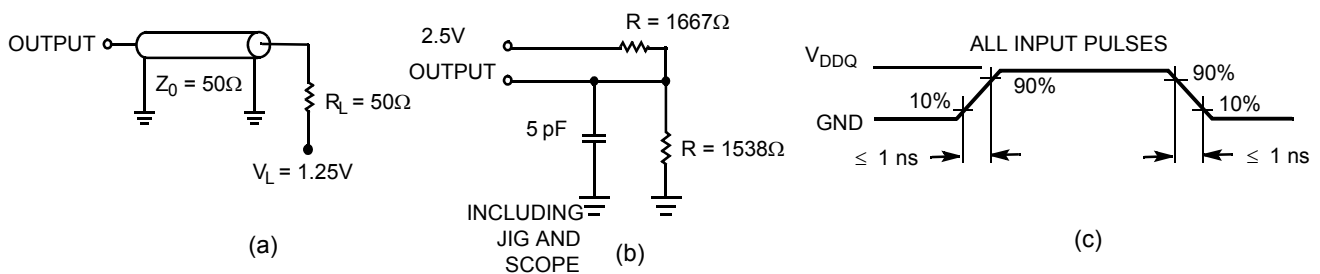 OUTPUT
Z0 = 50Ω
RL = 50Ω
VL = 1.25V
(a)
R = 1667Ω
2.5V
OUTPUT
5 pF
R = 1538Ω
INCLUDING
JIG AND
SCOPE
(b)
ALL INPUT PULSES
VDDQ
GND
10%
90%
90%
10%
≤ 1 ns
≤ 1 ns
(c)